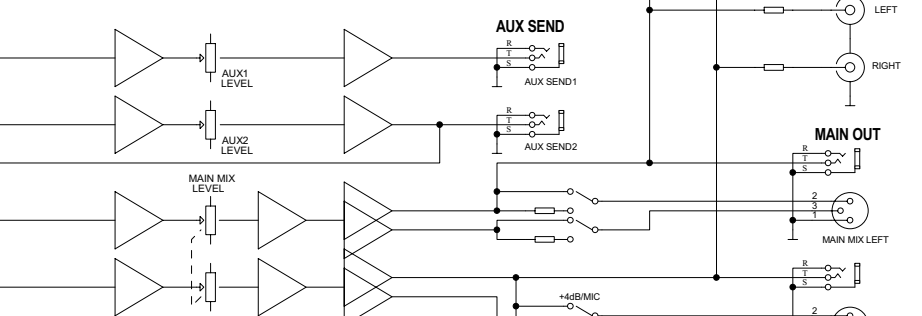 LEFT
AUX SEND
R
T
S
AUX SEND1
AUX1
LEVEL
RIGHT
R
T
S
AUX SEND2
AUX2
LEVEL
MAIN OUT
R
T
S
MAIN MIX
LEVEL
2
3
1
MAIN MIX LEFT
R
T
S
+4dB/MIC
2